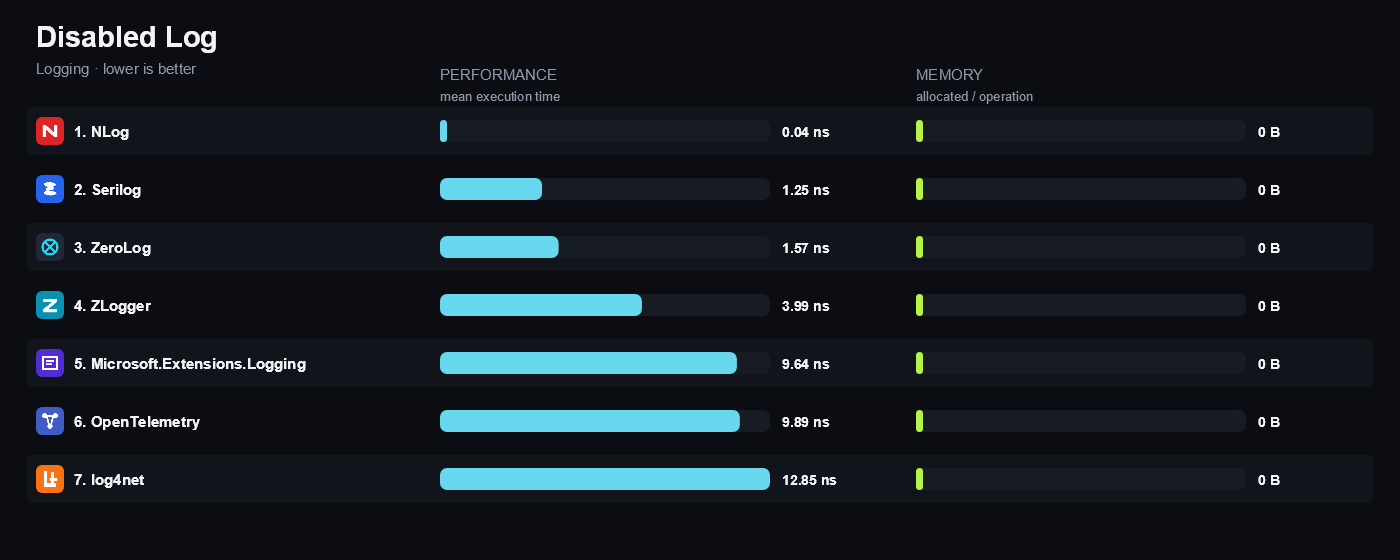 Disabled Log
Logging · lower is better
PERFORMANCE
mean execution time
MEMORY
allocated / operation
1. NLog 0.04 ns 0 B
2. Serilog 1.25 ns 0 B
3. ZeroLog 1.57 ns 0 B
4. ZLogger 3.99 ns 0 B
5. Microsoft.Extensions.Logging 9.64 ns 0 B
6. OpenTelemetry 9.89 ns 0 B
7. log4net 12.85 ns 0 B